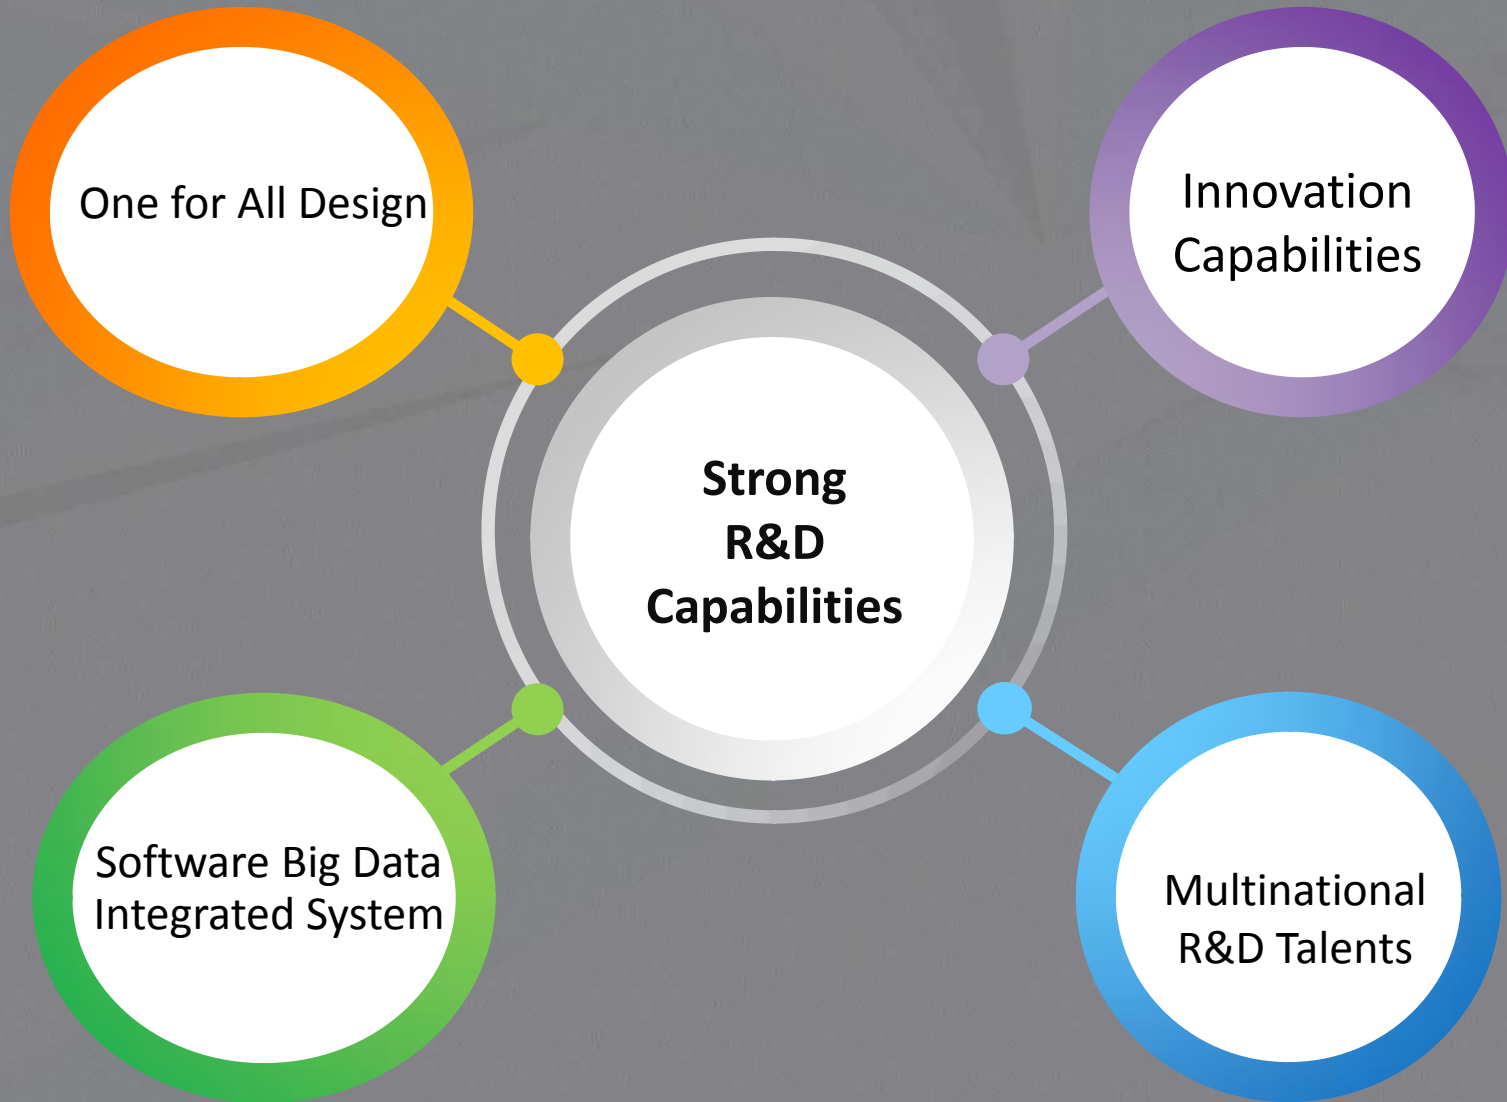 One for All Design
Innovation
Capabilities
Strong
R&D
Capabilities
Software Big Data
Integrated System
Multinational
R&D Talents